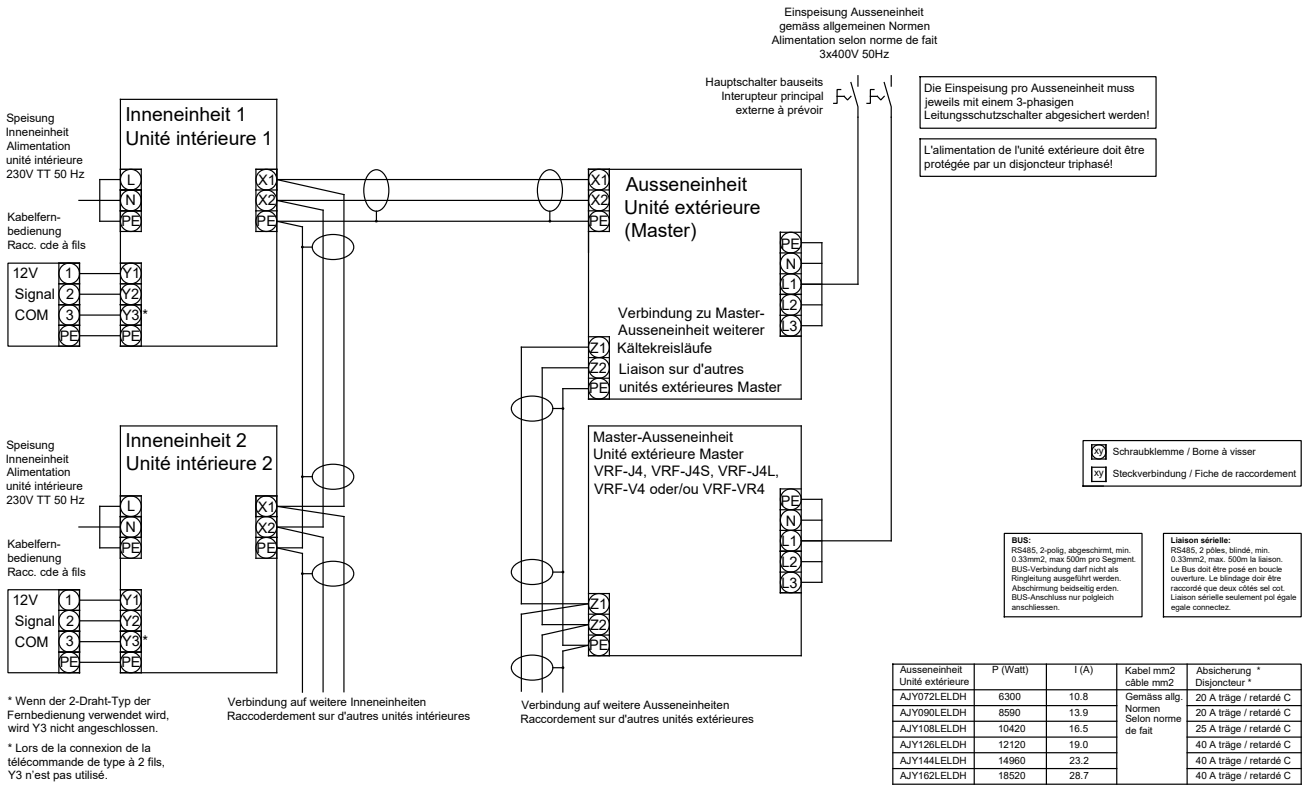 Einspeisung Ausseneinheit
gemäss allgemeinen Normen
Alimentation selon norme de fait
3x400V 50Hz
Hauptschalter bauseits
Interupteur principal
externe à prévoir
Die Einspeisung pro Ausseneinheit muss
jeweils mit einem 3-phasigen
Leitungsschutzschalter abgesichert werden!
L'alimentation de l'unité extérieure doit être
protégée par un disjoncteur triphasé!
Speisung
Inneneinheit
Alimentation
unité intérieure
230V TT 50 Hz
Kabelfern-
bedienung
Racc. cde à fils
Inneneinheit 1
Unité intérieure 1
L
N
PE
X1
X2
PE
12V 1 Y1
Signal 2 Y2
COM 3 Y3 *
PE PE
X1
X2
PE
Ausseneinheit
Unité extérieure
(Master)
PE
N
L1
L2
L3
Verbindung zu Master-
Ausseneinheit weiterer
Z1 Kältekreisläufe
Z2 Liaison sur d'autres
PE unités extérieures Master
Speisung
Inneneinheit
Alimentation
unité intérieure
230V TT 50 Hz
Kabelfern-
bedienung
Racc. cde à fils
Inneneinheit 2
Unité intérieure 2
L
N
PE
X1
X2
PE
12V 1 Y1
Signal 2 Y2
COM 3 Y3 *
PE PE
Master-Ausseneinheit
Unité extérieure Master
VRF-J4, VRF-J4S, VRF-J4L,
VRF-V4 oder/ou VRF-VR4
PE
N
L1
L2
L3
Z1
Z2
PE
xy Schraubklemme / Borne à visser
xy Steckverbindung / Fiche de raccordement
BUS:
RS485, 2-polig, abgeschirmt, min.
0.33mm2, max 500m pro Segment.
BUS-Verbindung darf nicht als
Ringleitung ausgeführt werden.
Abschirmung beidseitig erden.
BUS-Anschluss nur polgleich
anschliessen.
Liaison sérielle:
RS485, 2 pôles, blindé, min.
0.33mm2, max. 500m la liaison.
Le Bus doit être posé en boucle
ouverture. Le blindage doir être
raccordé que deux côtés sel cot.
Liaison sérielle seulement pol égale
egale connectez.
* Wenn der 2-Draht-Typ der
Fernbedienung verwendet wird,
wird Y3 nicht angeschlossen.
* Lors de la connexion de la
télécommande de type à 2 fils,
Y3 n'est pas utilisé.
Verbindung auf weitere Inneneinheiten
Raccoderdement sur d'autres unités intérieures
Verbindung auf weitere Ausseneinheiten
Raccordement sur d'autres unités extérieures
Ausseneinheit P (Watt) I (A) Kabel mm2 Absicherung *
Unité extérieure câble mm2 Disjoncteur *
AJY072LELDH 6300 10.8 Gemäss allg. 20 A träge / retardé C
AJY090LELDH 8590 13.9 Normen 20 A träge / retardé C
Selon norme
AJY108LELDH 10420 16.5 de fait 25 A träge / retardé C
AJY126LELDH 12120 19.0 40 A träge / retardé C
AJY144LELDH 14960 23.2 40 A träge / retardé C
AJY162LELDH 18520 28.7 40 A träge / retardé C